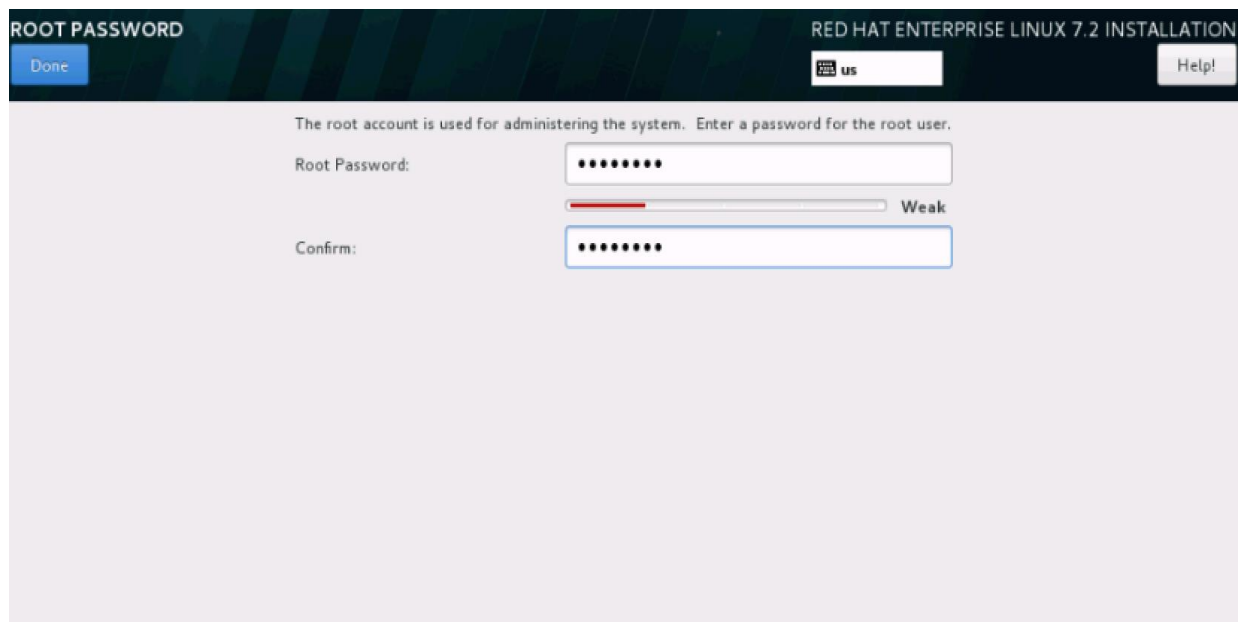 ROOT PASSWORD
RED HAT ENTERPRISE LINUX 7.2 INSTALLATION
Done
us
Help!
The root account is used for administering the system. Enter a password for the root user.
Root Password:
••••••••
Weak
Confirm:
••••••••